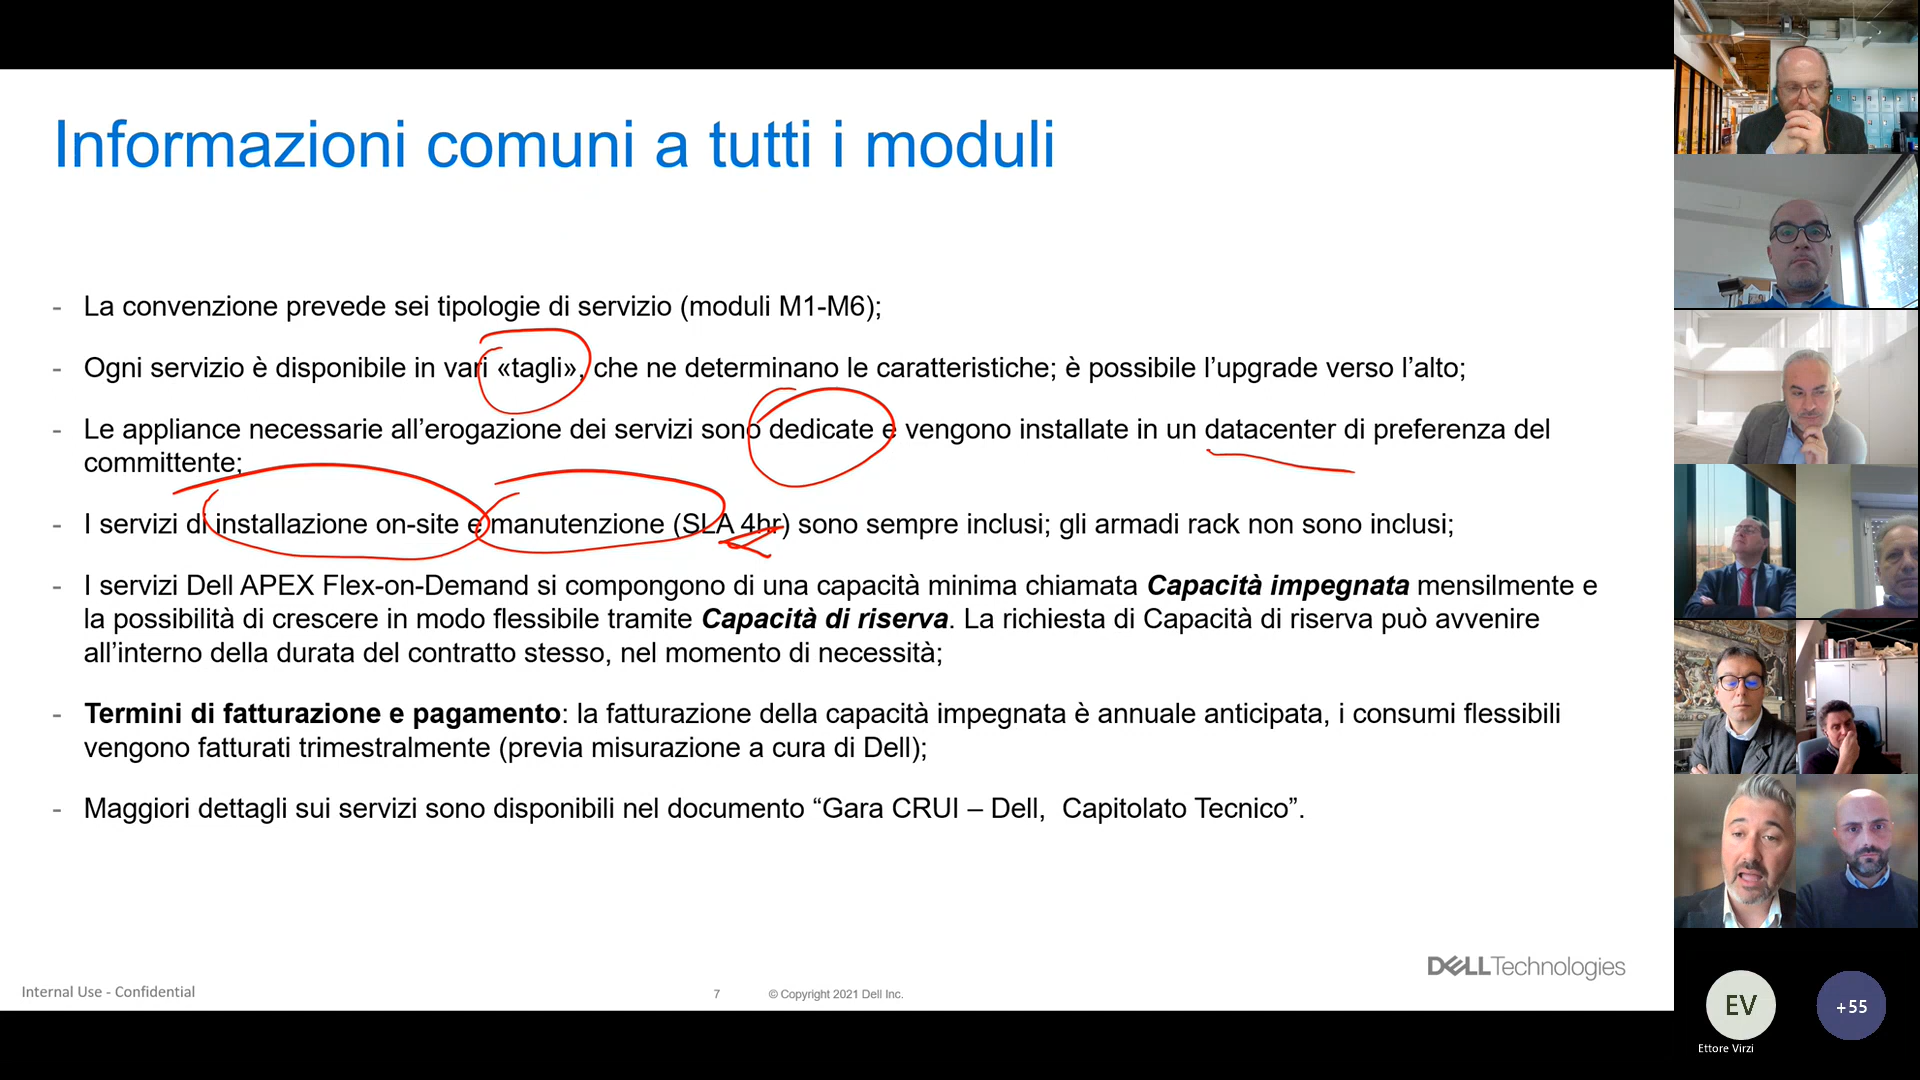 Informazioni comuni a tutti i moduli
- La convenzione prevede sei tipologie di servizio (moduli M1-M6);
- Ogni servizio è disponibile in vari «tagli», che ne determinano le caratteristiche; è possibile l’upgrade verso l’alto;
- Le appliance necessarie all’erogazione dei servizi sono dedicate e vengono installate in un datacenter di preferenza del
committente;
- I servizi di installazione on-site e manutenzione (SLA 4hr) sono sempre inclusi; gli armadi rack non sono inclusi;
- I servizi Dell APEX Flex-on-Demand si compongono di una capacità minima chiamata Capacità impegnata mensilmente e
la possibilità di crescere in modo flessibile tramite Capacità di riserva. La richiesta di Capacità di riserva può avvenire
all’interno della durata del contratto stesso, nel momento di necessità;
- Termini di fatturazione e pagamento: la fatturazione della capacità impegnata è annuale anticipata, i consumi flessibili
vengono fatturati trimestralmente (previa misurazione a cura di Dell);
- Maggiori dettagli sui servizi sono disponibili nel documento “Gara CRUI – Dell,  Capitolato Tecnico”.
DELLTechnologies
Internal Use - Confidential
7
© Copyright 2021 Dell Inc.
EV
+55
Ettore Virzi